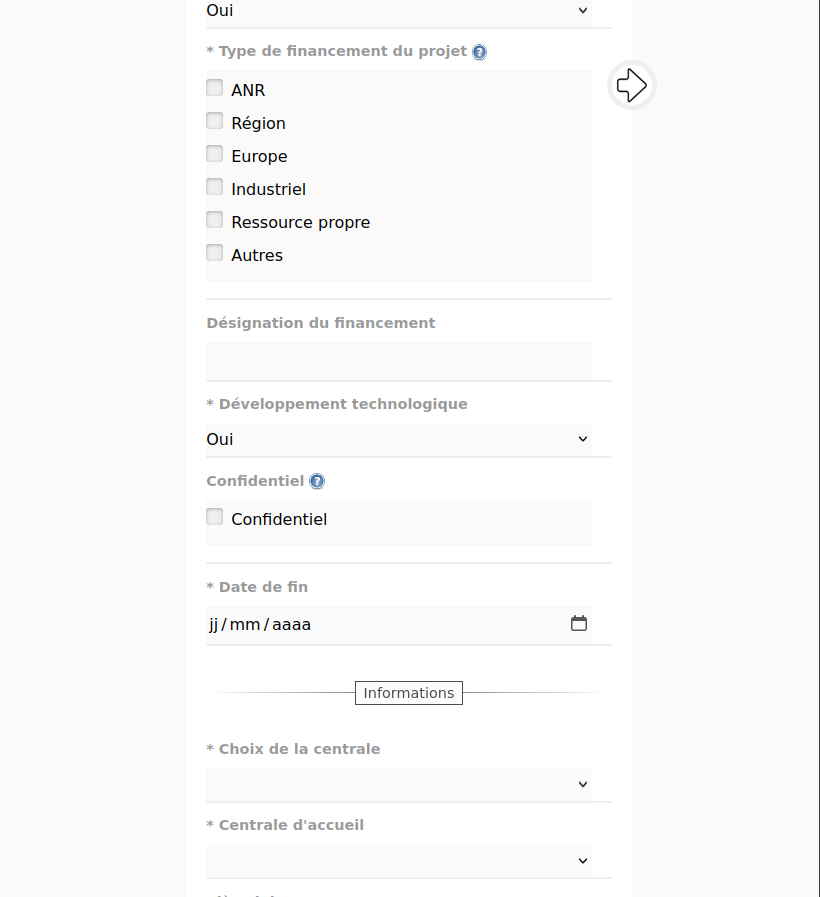 Oui
* Type de financement du projet ?
ANR
Région
Europe
Industriel
Ressource propre
Autres
Désignation du financement
* Développement technologique
Oui
Confidentiel ?
Confidentiel
* Date de fin
jj/mm/aaaa
Informations
* Choix de la centrale
* Centrale d'accueil